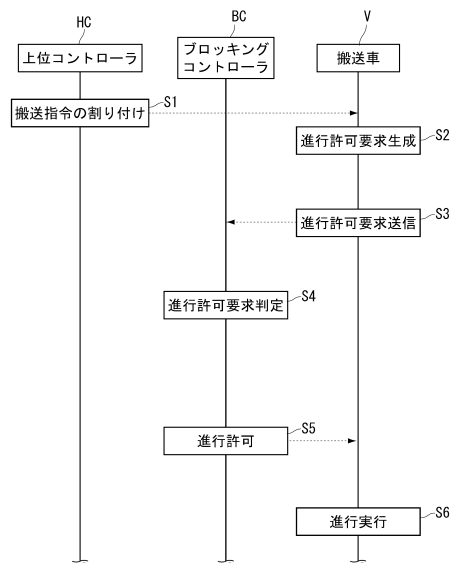 HC
BC
V
上位コントローラ
ブロッキング
コントローラ
搬送車
搬送指令の割り付け
S1
進行許可要求生成
S2
進行許可要求送信
S3
進行許可要求判定
S4
進行許可
S5
進行実行
S6